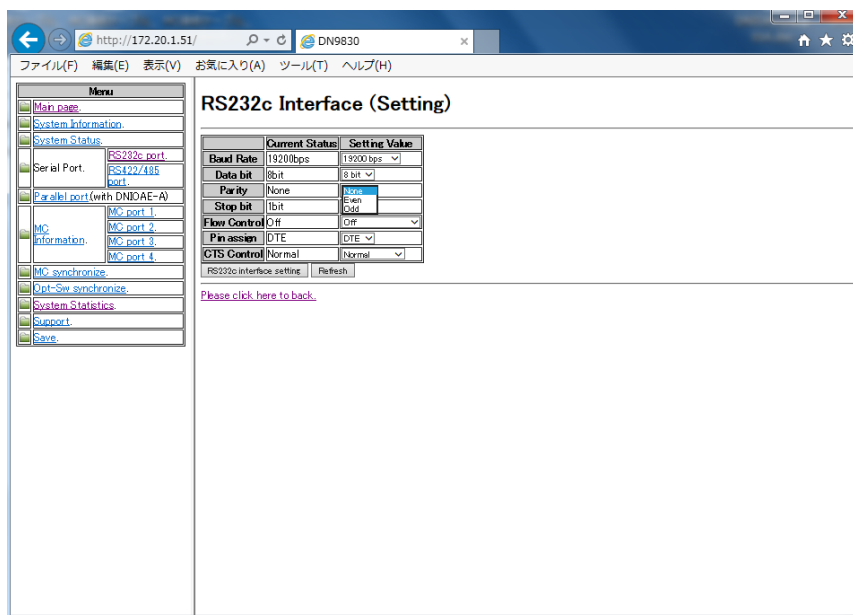 http://172.20.1.51/
DN9830
ファイル(F) 編集(E) 表示(V) お気に入り(A) ツール(T) ヘルプ(H)
Menu
Main page.
System Information.
System Status.
Serial Port.
RS232c port.
RS422/485 port.
Parallel port(with DNIOAE-A)
MC Information.
MC port 1.
MC port 2.
MC port 3.
MC port 4.
MC synchronize.
Opt-Sw synchronize.
System Statistics.
Support.
Save.
RS232c Interface (Setting)
Current Status Setting Value
Baud Rate 19200bps 19200 bps
Data bit 8bit 8 bit
Parity None None
Even
Odd
Stop bit 1bit
Flow Control Off Off
Pin assign DTE DTE
CTS Control Normal Normal
RS232c interface setting Refresh
Please click here to back.